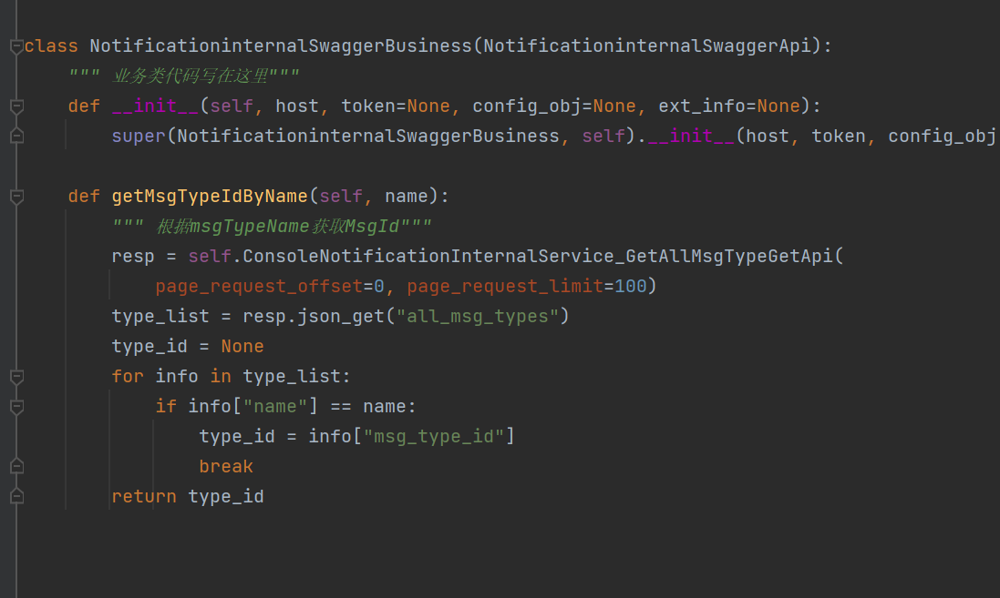 class NotificationinternalSwaggerBusiness(NotificationinternalSwaggerApi):
""" 业务类代码写在这里"""
def __init__(self, host, token=None, config_obj=None, ext_info=None):
super(NotificationinternalSwaggerBusiness, self).__init__(host, token, config_obj
def getMsgTypeIdByName(self, name):
""" 根据msgTypeName获取MsgId"""
resp = self.ConsoleNotificationInternalService_GetAllMsgTypeGetApi(
page_request_offset=0, page_request_limit=100)
type_list = resp.json_get("all_msg_types")
type_id = None
for info in type_list:
if info["name"] == name:
type_id = info["msg_type_id"]
break
return type_id